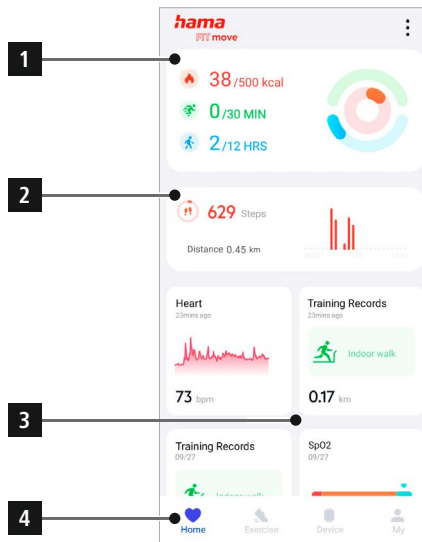 hama
FIT move
1
38/500 kcal
0/30 MIN
2/12 HRS
2
629 Steps
Distance 0.45 km
Heart
23mins ago
73 bpm
Training Records
23mins ago
Indoor walk
0.17 km
3
Training Records
09/27
Indoor walk
SpO2
09/27
4
Home
Exercise
Device
My